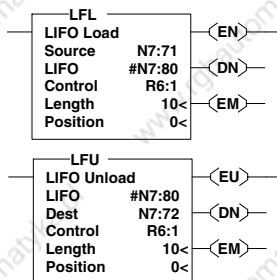 LFL
LIFO Load
Source N7:71
LIFO #N7:80
Control R6:1
Length 10<
Position 0<
EN
DN
EM
LFU
LIFO Unload
LIFO #N7:80
Dest N7:72
Control R6:1
Length 10<
Position 0<
EU
DN
EM